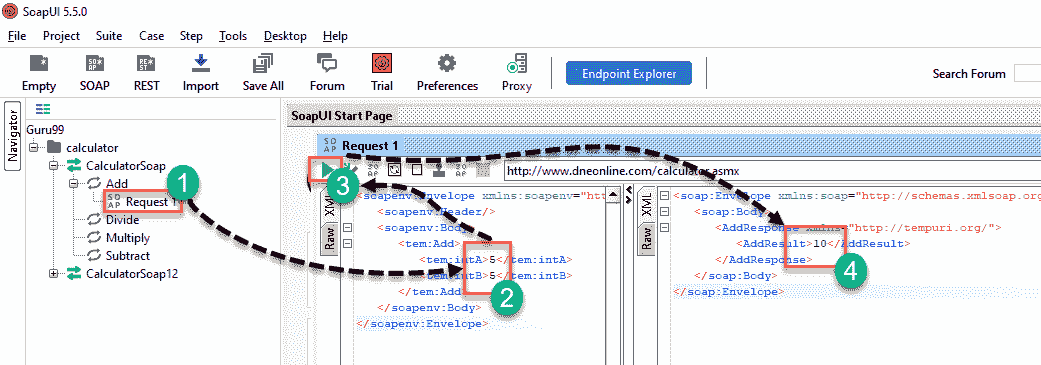 SoapUI 5.5.0
File Project Suite Case Step Tools Desktop Help
Empty SOAP REST Import Save All Forum Trial Preferences Proxy Endpoint Explorer Search Forum
Navigator
Guru99
calculator
CalculatorSoap
Add
Request 1
Divide
Multiply
Subtract
CalculatorSoap12
1
SoapUI Start Page
SOAP Request 1
3
http://www.dneonline.com/calculator.asmx
XML
Raw
<soapenv:Envelope xmlns:soapenv="htt
<soapenv:Header/>
<soapenv:Body>
<tem:Add>
<tem:intA>5</tem:intA>
<tem:intB>5</tem:intB>
</tem:Add>
</soapenv:Body>
</soapenv:Envelope>
2
XML
Raw
<soap:Envelope xmlns:soap="http://schemas.xmlsoap.org
<soap:Body>
<AddResponse xmlns="http://tempuri.org/">
<AddResult>10</AddResult>
</AddResponse>
</soap:Body>
</soap:Envelope>
4